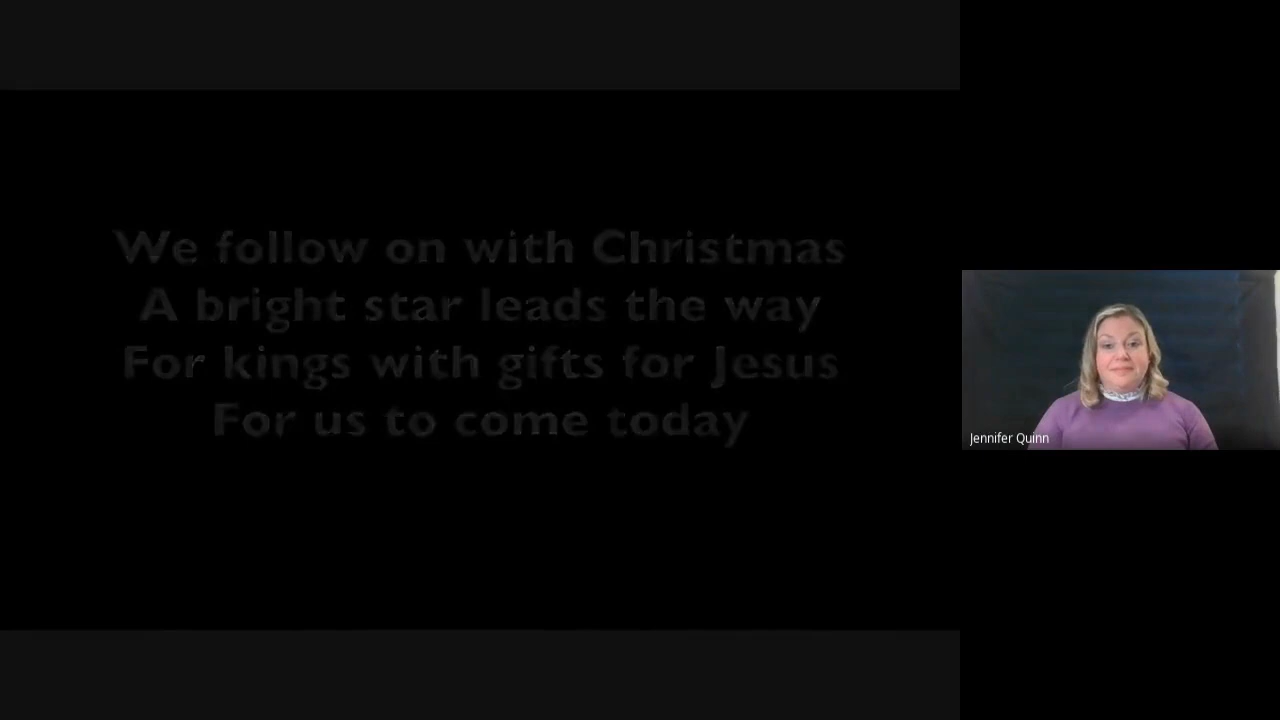 We follow on with Christmas
A bright star leads the way
For kings with gifts for Jesus
For us to come today
Jennifer Quinn